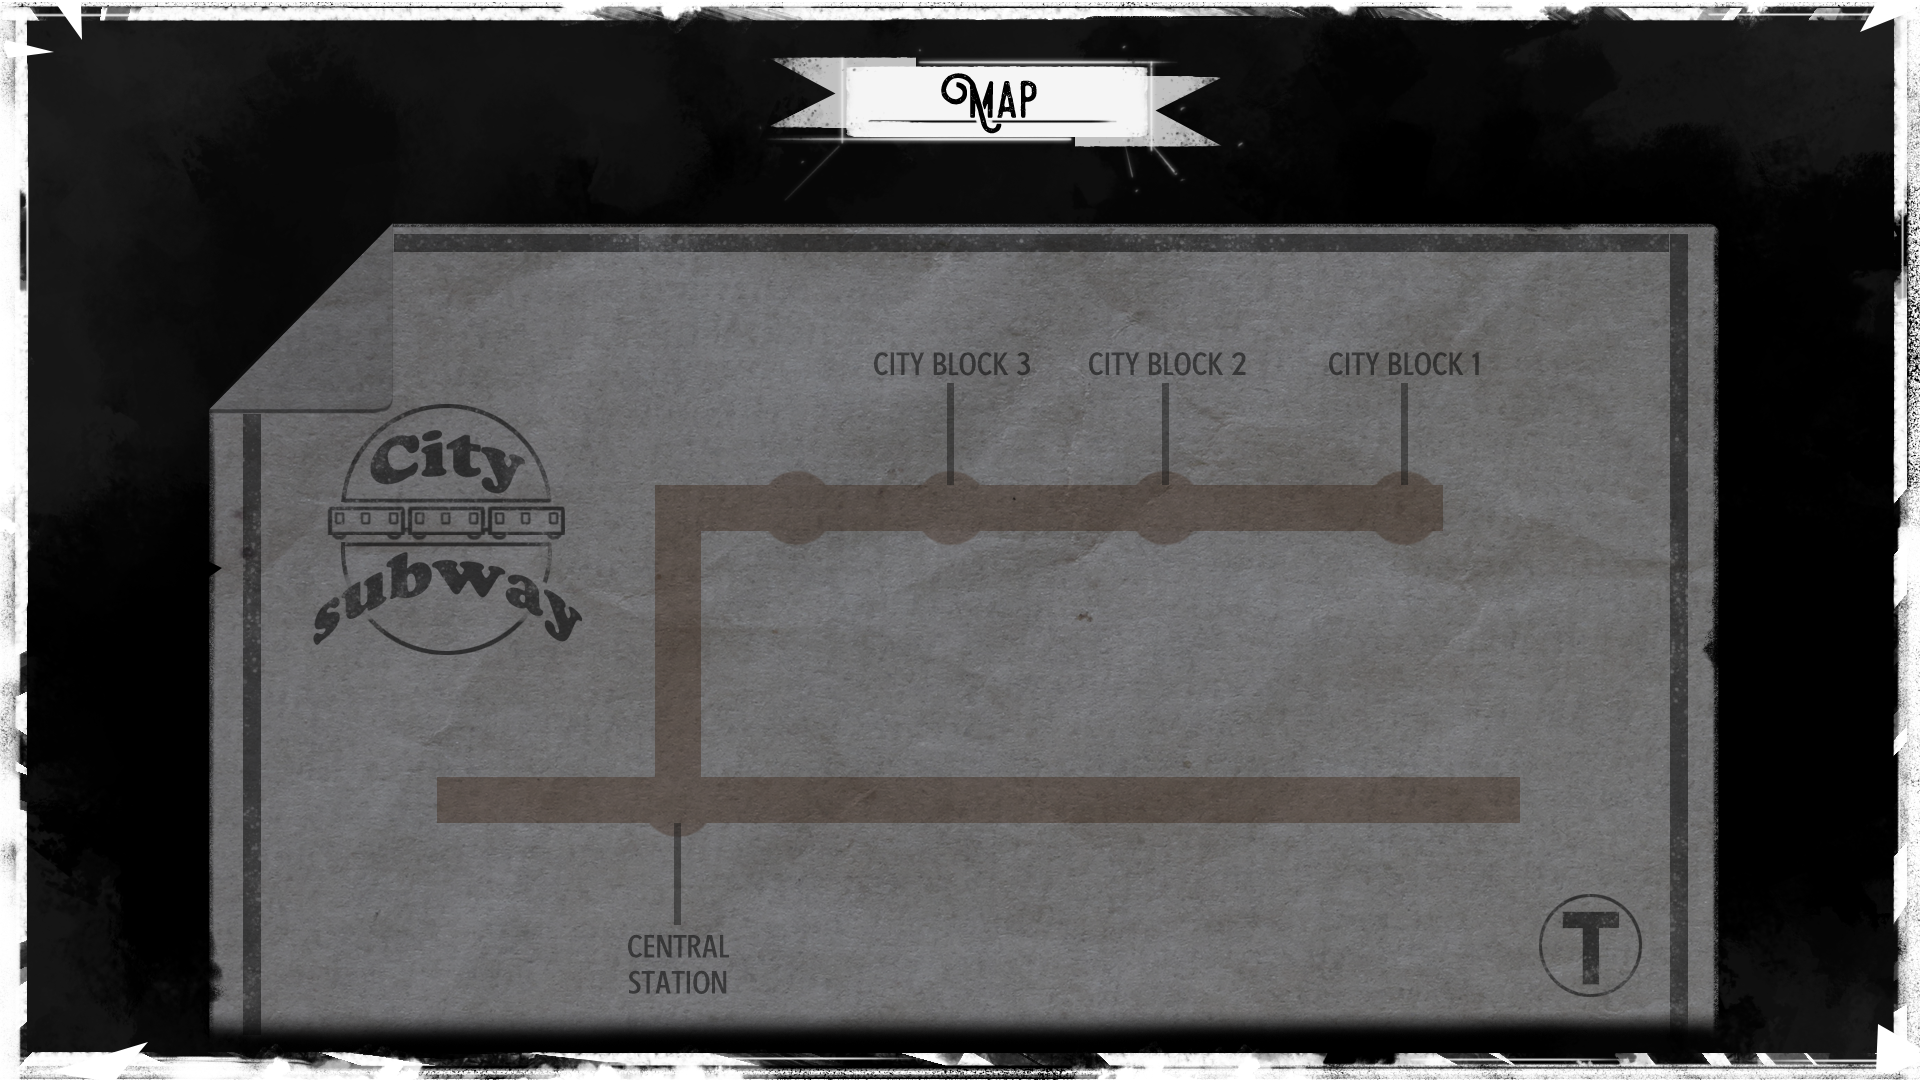 MAP
CITY BLOCK 3
CITY BLOCK 2
CITY BLOCK 1
City
subway
CENTRAL
STATION
T